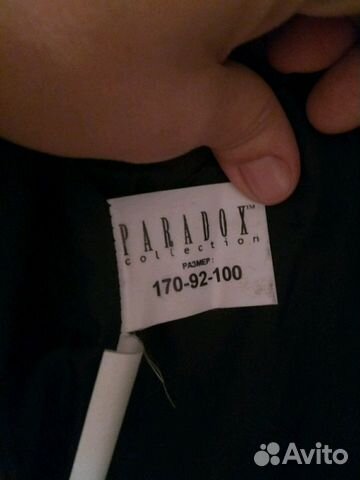 PARADOX™
collection
РАЗМЕР:
170-92-100
Avito